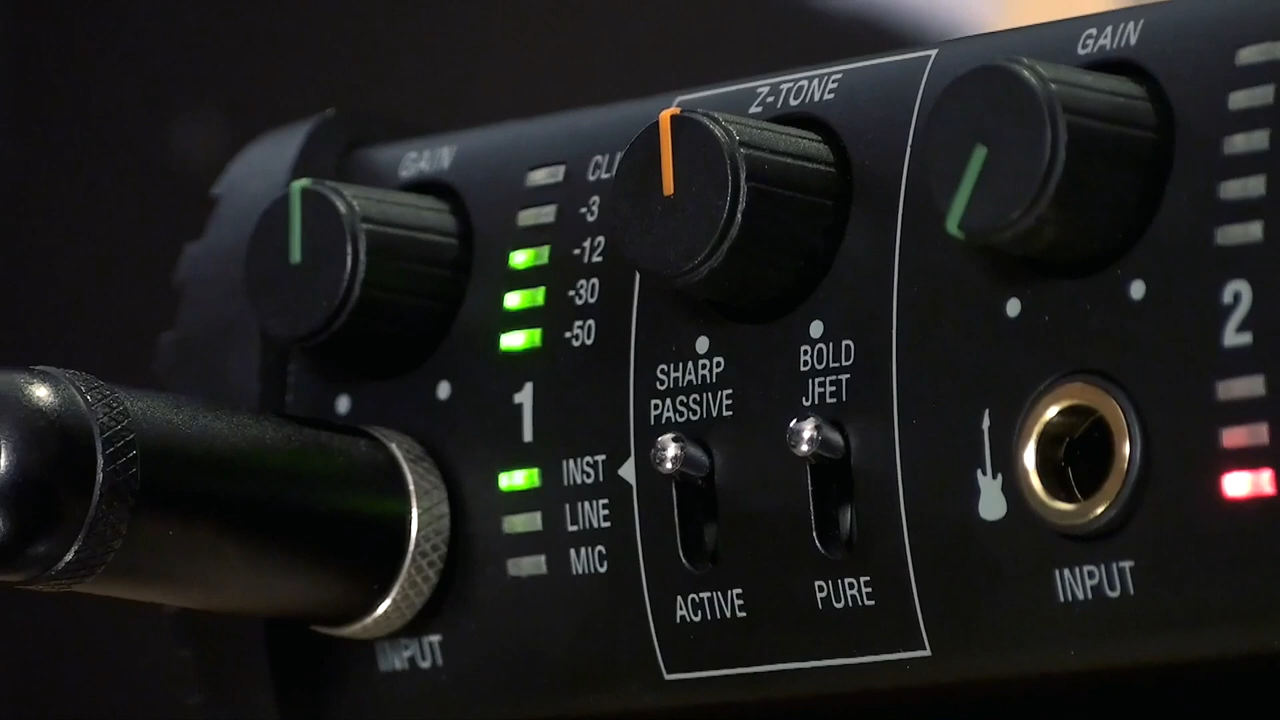 GAIN
CLI
-3
-12
-30
-50
1
INST
LINE
MIC
INPUT
Z-TONE
SHARP
PASSIVE
BOLD
JFET
ACTIVE
PURE
GAIN
2
INPUT